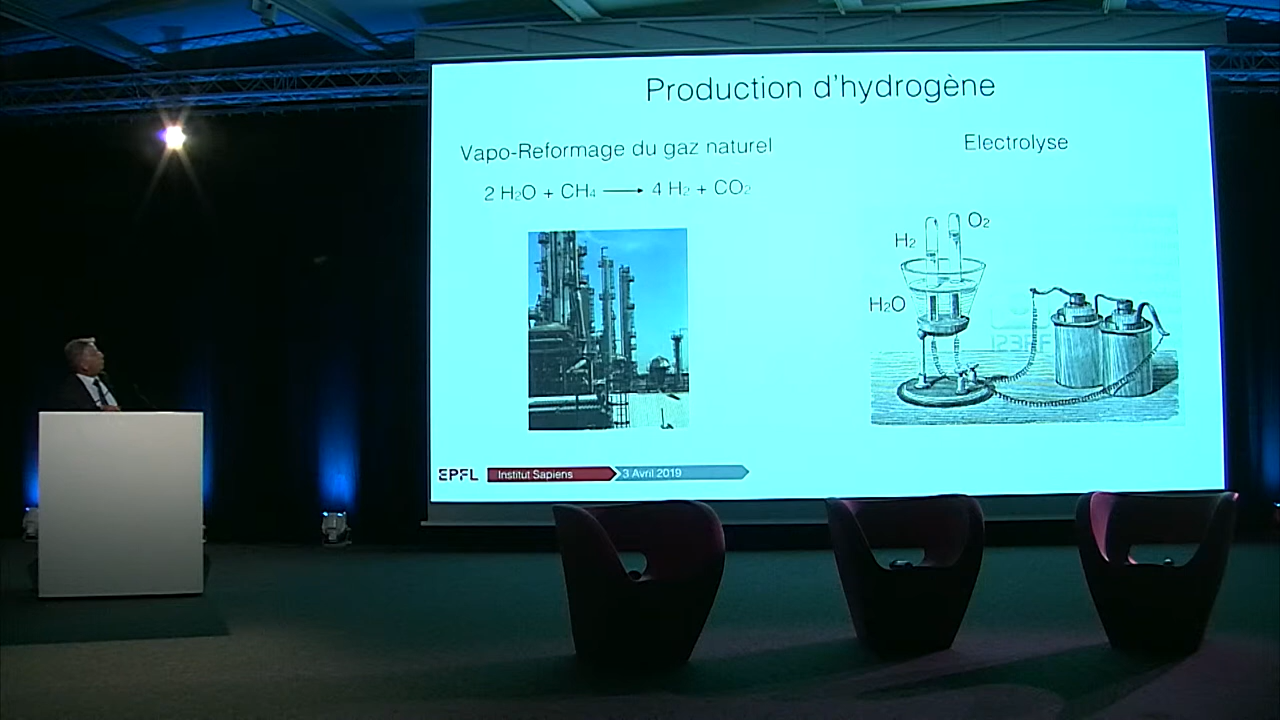 Production d'hydrogène
Vapo-Reformage du gaz naturel
2 H₂O + CH₄ ⟶ 4 H₂ + CO₂
Electrolyse
O₂
H₂
H₂O
EPFL
Institut Sapiens
3 Avril 2019